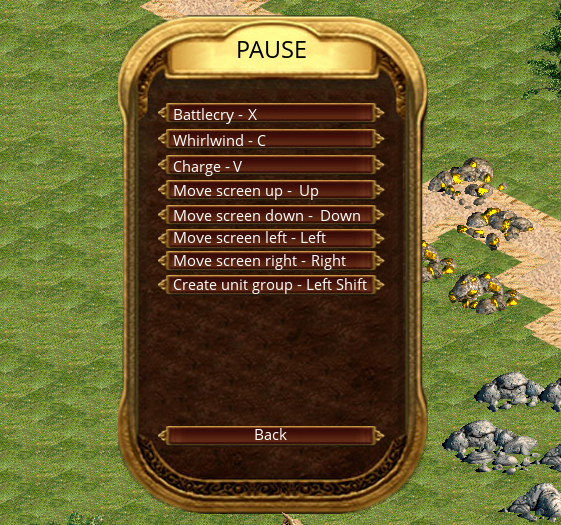 PAUSE
Battlecry - X
Whirlwind - C
Charge - V
Move screen up - Up
Move screen down - Down
Move screen left - Left
Move screen right - Right
Create unit group - Left Shift
Back